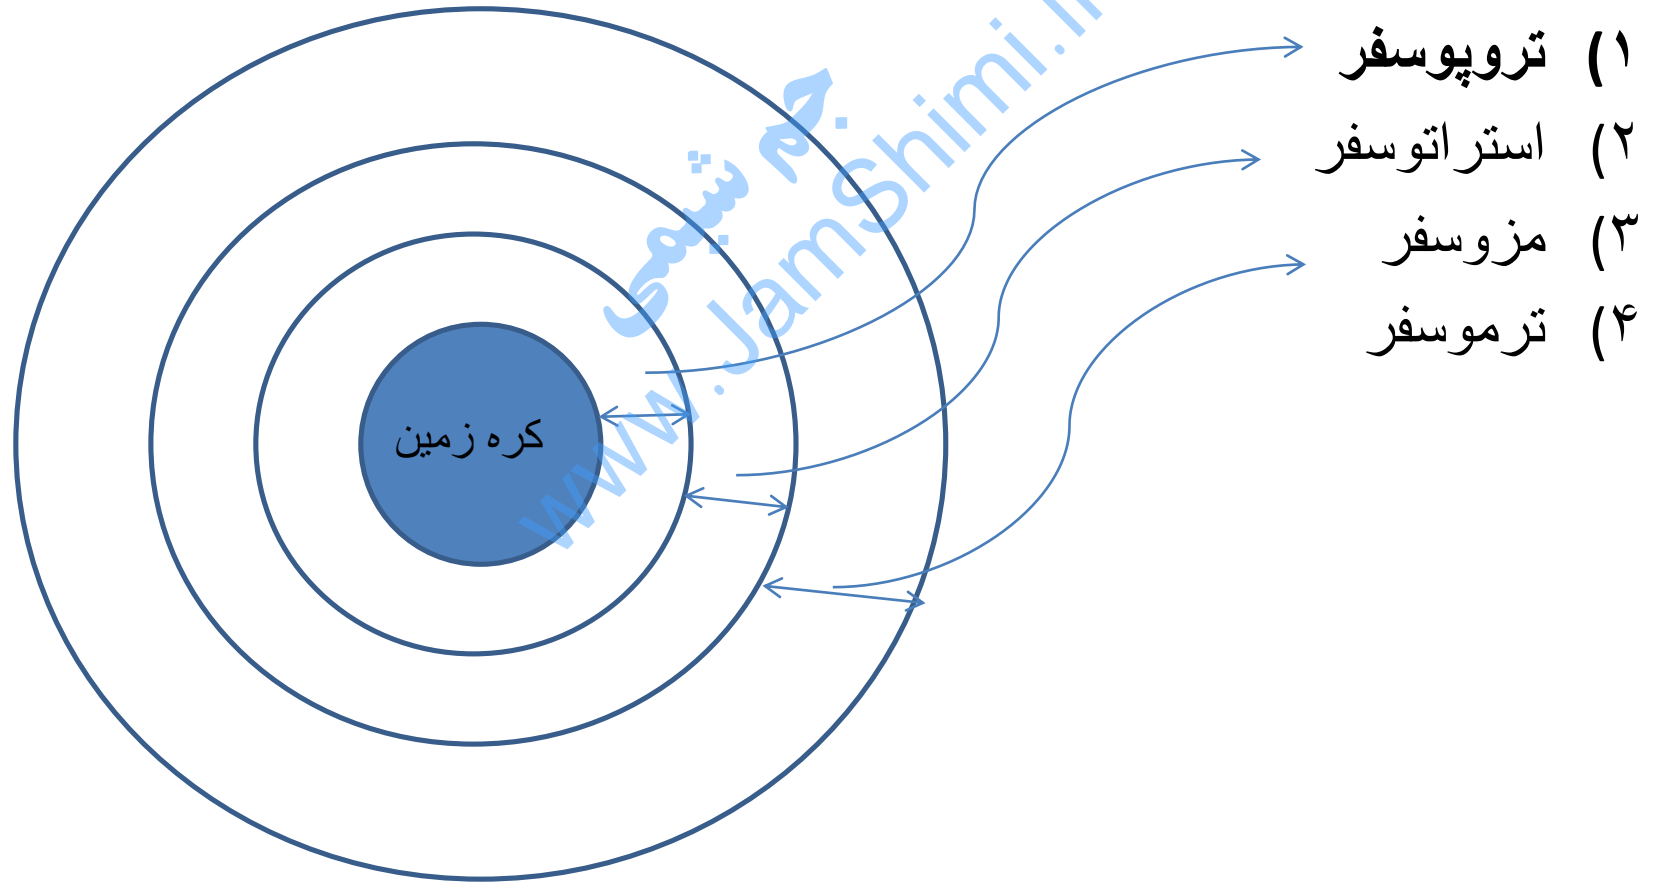 ۱) تروپوسفر
۲) استراتوسفر
۳) مزوسفر
۴) ترموسفر
کره زمین
جم شیمی
www.JamShimi.ir